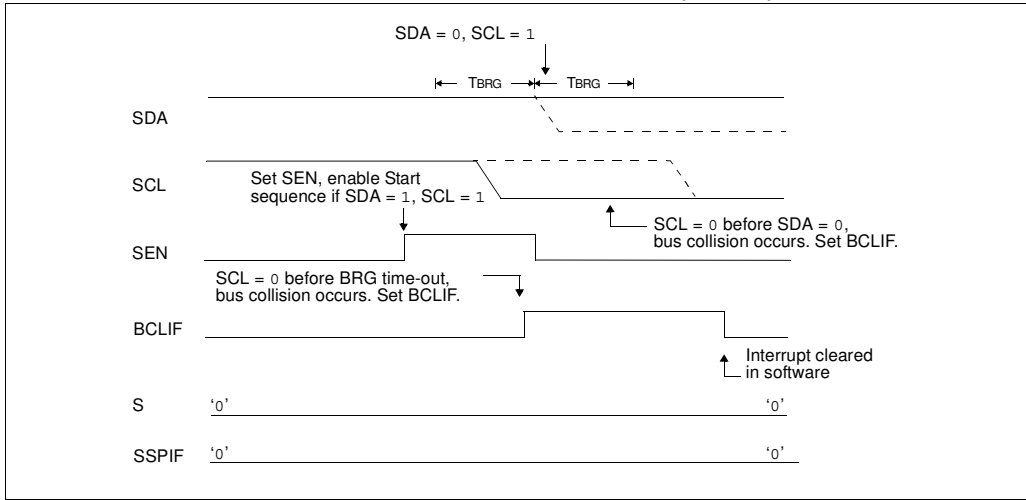 SDA = 0, SCL = 1
TBRG TBRG
SDA
SCL
Set SEN, enable Start
sequence if SDA = 1, SCL = 1
SCL = 0 before SDA = 0,
bus collision occurs. Set BCLIF.
SEN
SCL = 0 before BRG time-out,
bus collision occurs. Set BCLIF.
BCLIF
Interrupt cleared
in software
S ‘0’ ‘0’
SSPIF ‘0’ ‘0’